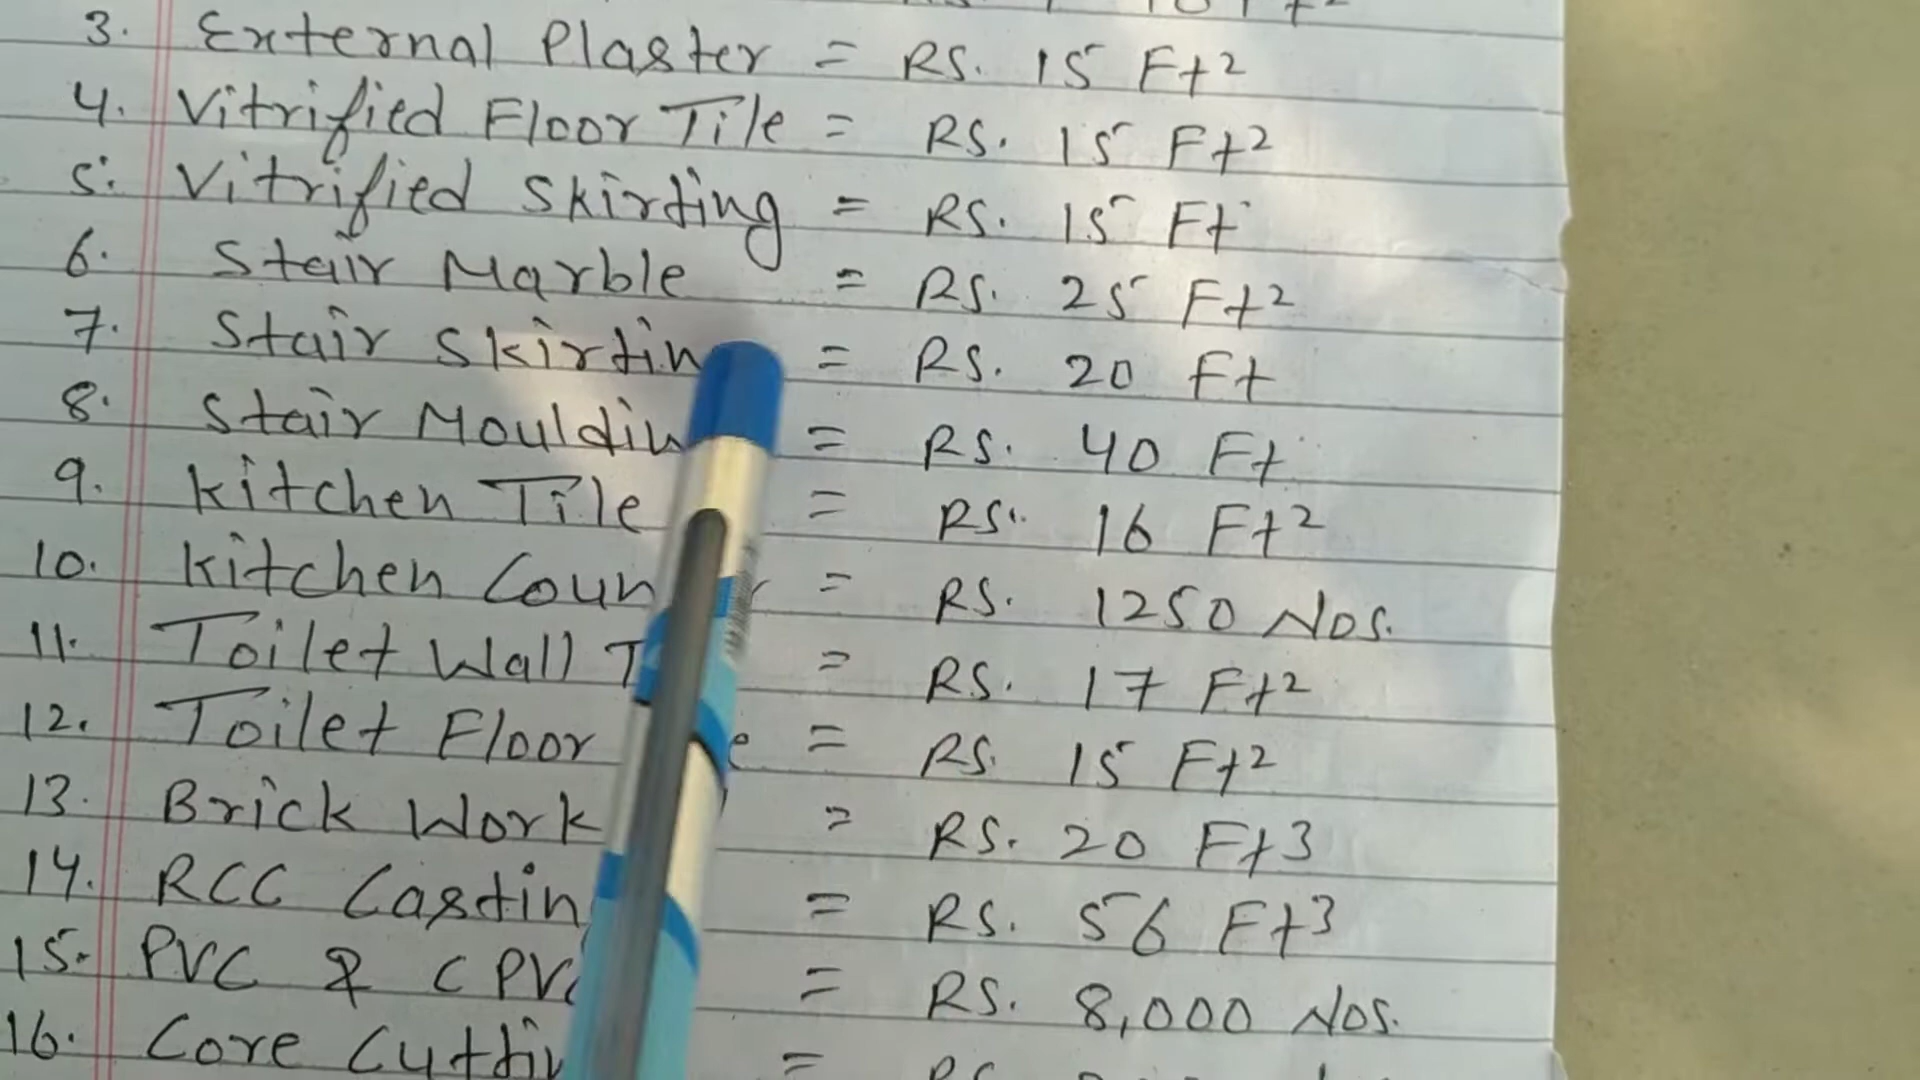 3. External Plaster = RS. 15 Ft²
4. Vitrified Floor Tile = RS. 15 Ft²
5. Vitrified Skirting = RS. 15 Ft
6. Stair Marble = RS. 25 Ft²
7. Stair Skirtin = RS. 20 Ft
8. Stair Mouldin = RS. 40 Ft
9. Kitchen Tile = RS. 16 Ft²
10. Kitchen Coun r = RS. 1250 Nos.
11. Toilet Wall T = RS. 17 Ft²
12. Toilet Floor e = RS. 15 Ft²
13. Brick Work = RS. 20 Ft3
14. RCC Castin = RS. 56 Ft3
15. PVC & CPVC = RS. 8,000 Nos.
16. Core Cuttin = RS.